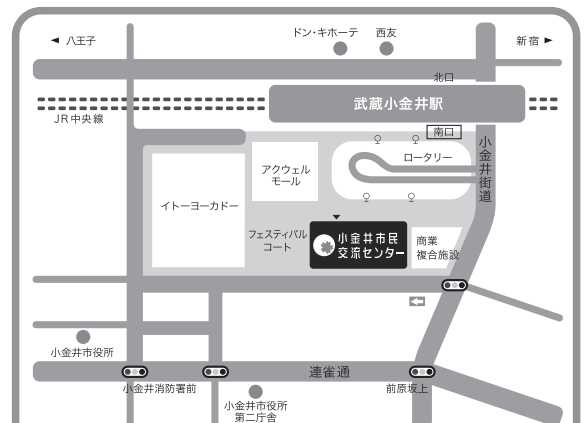 ドン・キホーテ
西友
◄ 八王子
新宿 ►
北口
武蔵小金井駅
JR中央線
南口
小金井街道
ロータリー
アクウェル
モール
イトーヨーカドー
フェスティバル
コート
小金井市民
交流センター
商業
複合施設
小金井市役所
連雀通
小金井消防署前
前原坂上
小金井市役所
第二庁舎